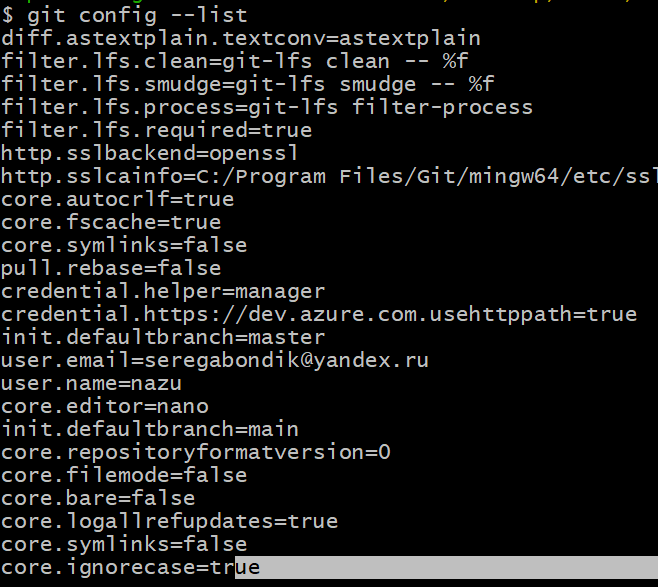 $ git config --list
diff.astextplain.textconv=astextplain
filter.lfs.clean=git-lfs clean -- %f
filter.lfs.smudge=git-lfs smudge -- %f
filter.lfs.process=git-lfs filter-process
filter.lfs.required=true
http.sslbackend=openssl
http.sslcainfo=C:/Program Files/Git/mingw64/etc/ssl
core.autocrlf=true
core.fscache=true
core.symlinks=false
pull.rebase=false
credential.helper=manager
credential.https://dev.azure.com.usehttppath=true
init.defaultbranch=master
user.email=seregabondik@yandex.ru
user.name=nazu
core.editor=nano
init.defaultbranch=main
core.repositoryformatversion=0
core.filemode=false
core.bare=false
core.logallrefupdates=true
core.symlinks=false
core.ignorecase=true